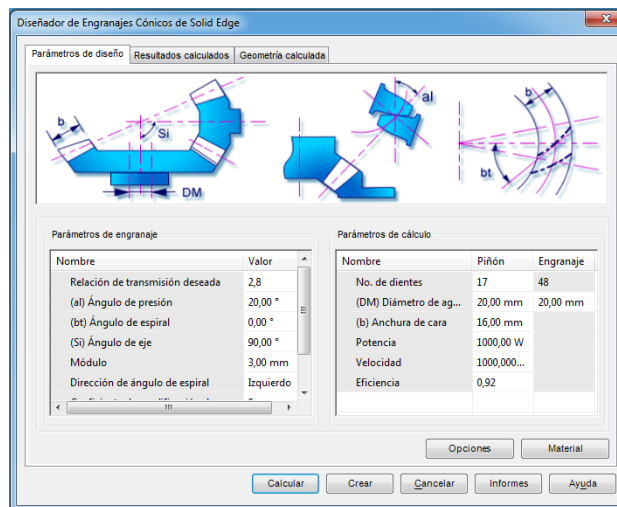 Diseñador de Engranajes Cónicos de Solid Edge
Parámetros de diseño Resultados calculados Geometría calculada
b Si DM al b bt
Parámetros de engranaje
Nombre Valor
Relación de transmisión deseada 2,8
(al) Ángulo de presión 20,00 °
(bt) Ángulo de espiral 0,00 °
(Si) Ángulo de eje 90,00 °
Módulo 3,00 mm
Dirección de ángulo de espiral Izquierdo
Parámetros de cálculo
Nombre Piñón Engranaje
No. de dientes 17 48
(DM) Diámetro de ag... 20,00 mm 20,00 mm
(b) Anchura de cara 16,00 mm
Potencia 1000,00 W
Velocidad 1000,000...
Eficiencia 0,92
Opciones Material
Calcular Crear Cancelar Informes Ayuda